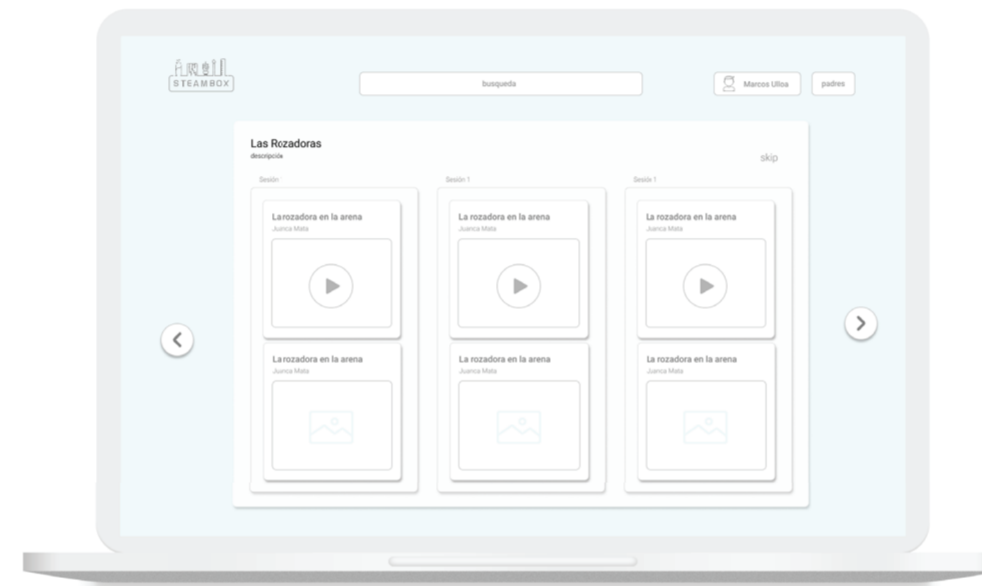 STEAMBOX
busqueda
Marcos Ulloa
padres
Las Rozadoras
descripción
skip
Sesión
Sesión 1
Sesión 1
La rozadora en la arena
Juanca Mata
La rozadora en la arena
Juanca Mata
La rozadora en la arena
Juanca Mata
La rozadora en la arena
Juanca Mata
La rozadora en la arena
Juanca Mata
La rozadora en la arena
Juanca Mata